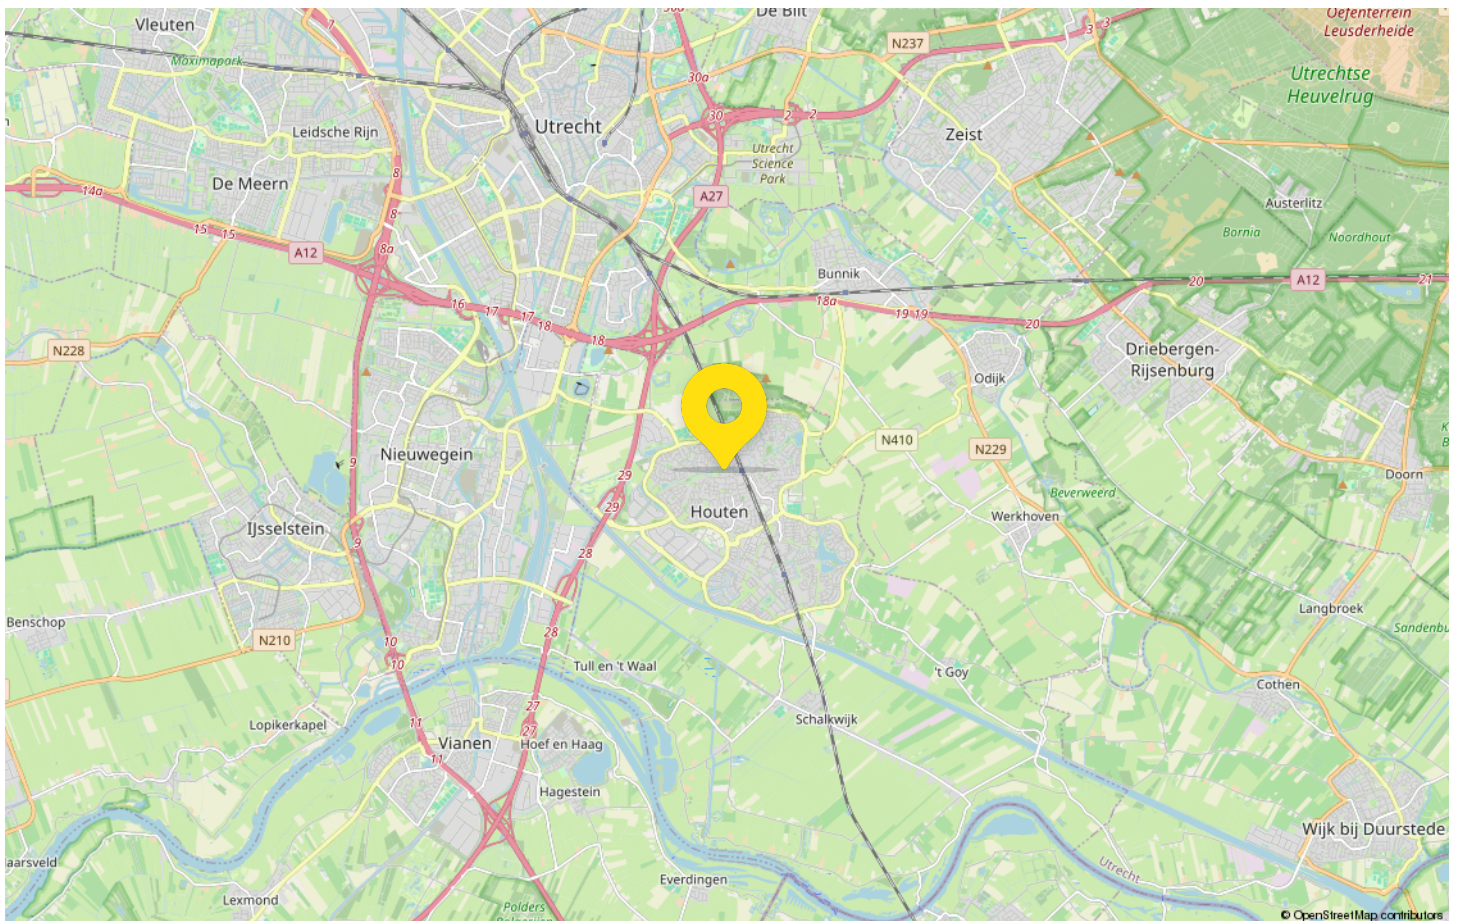 Vleuten
7
30b
De Bilt
3
3
Oefenterrein
Leusderheide
Maximapark
N237
30a
Utrechtse
Heuvelrug
Leidsche Rijn
Utrecht
30
2
2
Zeist
Utrecht
Science
Park
8
De Meern
14a
A27
Austerlitz
8
15
15
Bornia
Noordhout
A12
8a
Bunnik
20
A12
21
16
17
17
18
18a
19
19
20
18
N228
Driebergen-
Rijsenburg
Odijk
N410
N229
Nieuwegein
9
29
29
Doorn
Beverweerd
Houten
Werkhoven
IJsselstein
9
28
Langbroek
Benschop
N210
10
10
28
Sandenbu
Tull en 't Waal
't Goy
Cothen
Lopikerkapel
11
27
27
Schalkwijk
Vianen
Hoef en Haag
11
Hagestein
Wijk bij Duurstede
aarsveld
Utrecht
Everdingen
Lexmond
Polders
© OpenStreetMap contributors